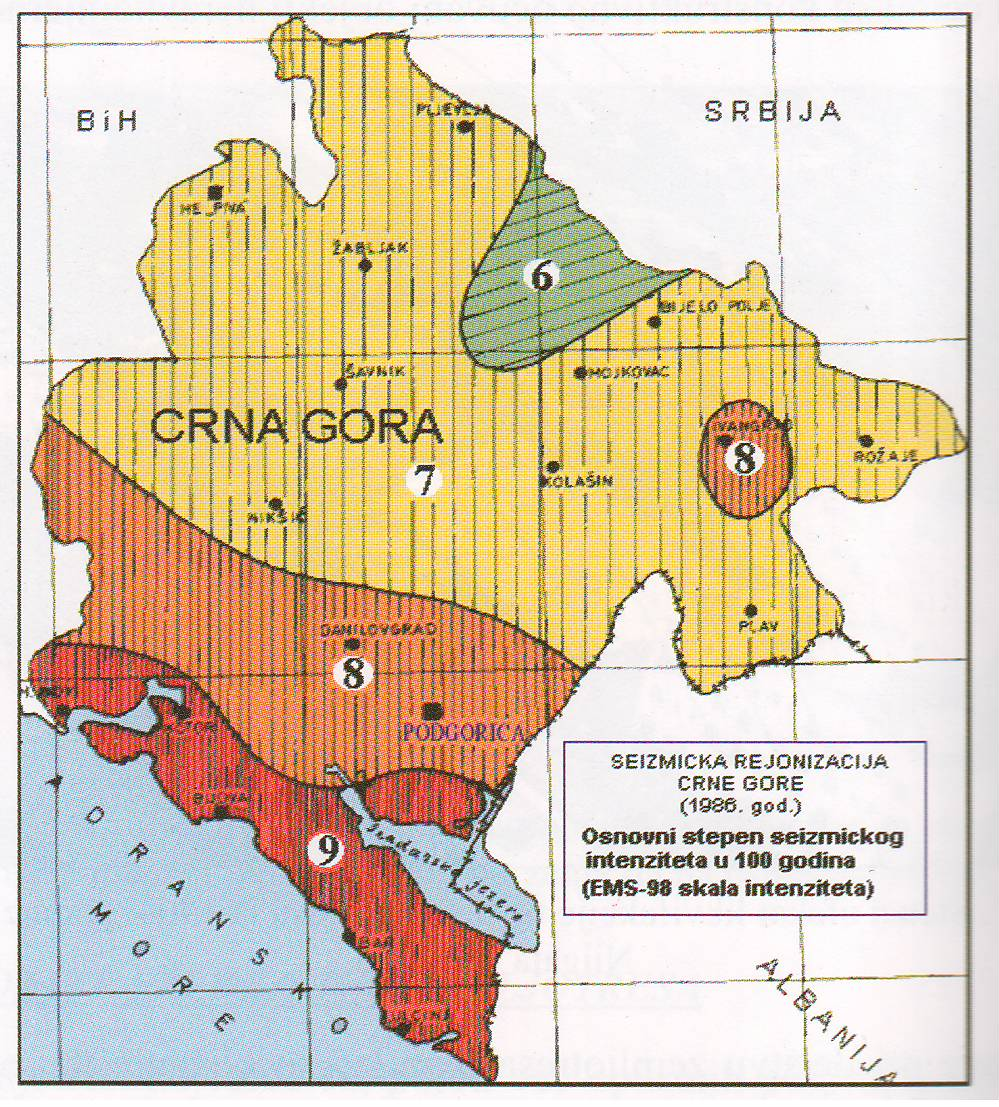 BiH
SRBIJA
PLJEVLJA
ŽABLJAK
6
BIJELO POLJE
ŠAVNIK
MOJKOVAC
CRNA GORA
IVANGRAD
ROŽAJE
8
7
KOLAŠIN
NIKŠIĆ
PLAV
DANILOVGRAD
8
PODGORICA
SEIZMICKA REJONIZACIJA
CRNE GORE
(1986. god.)
Osnovni stepen seizmickog
intenziteta u 100 godina
(EMS-98 skala intenziteta)
BUDVA
9
Skadarsko jezero
BAR
JADRANSKO
MORE
ALBANIJA